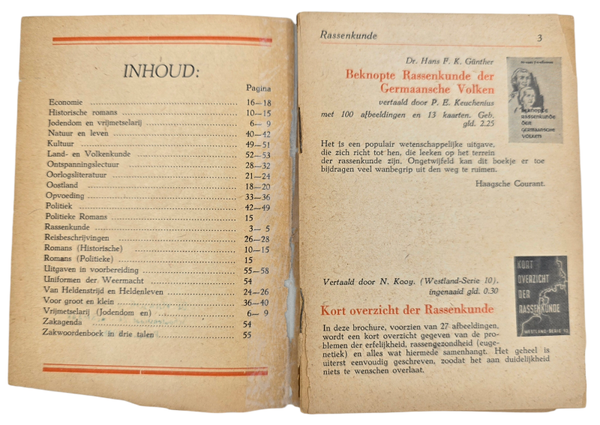 INHOUD:
Pagina
Economie 16—18
Historische romans 10—15
Jodendom en vrijmetselarij 6— 9
Natuur en leven 40—42
Kultuur 49—51
Land- en Volkenkunde 52—53
Ontspanningslectuur 28—32
Oorlogsliteratuur 21—24
Oostland 18—20
Opvoeding 33—36
Politiek 42—49
Politieke Romans 15
Rassenkunde 3— 5
Reisbeschrijvingen 26—28
Romans (Historische) 10—15
Romans (Politieke) 15
Uitgaven in voorbereiding 55—58
Uniformen der Weermacht 54
Van Heldenstrijd en Heldenleven 24—26
Voor groot en klein 36—40
Vrijmetselarij (Jodendom en) 6— 9
Zakagenda 54
Zakwoordenboek in drie talen 55
Rassenkunde 3
Dr. Hans F. K. Günther
Beknopte Rassenkunde der
Germaansche Volken
vertaald door P. E. Keuchenius
met 100 afbeeldingen en 13 kaarten. Geb.
gld. 2.25
Het is een populair wetenschappelijke uitgave,
die zich richt tot hen, die leeken op het terrein
der rassenkunde zijn. Ongetwijfeld kan dit boekje er toe
bijdragen veel wanbegrip uit den weg te ruimen.
Haagsche Courant.
BEKNOPTE
RASSENKUNDE
DER
GERMAANSCHE
VOLKEN
Vertaald door N. Koog. (Westland-Serie 10),
ingenaaid gld. 0.30
Kort overzicht der Rassenkunde
In deze brochure, voorzien van 27 afbeeldingen,
wordt een kort overzicht gegeven van de pro-
blemen der erfelijkheid, rassengezondheid (euge-
netiek) en alles wat hiermede samenhangt. Het geheel is
uiterst eenvoudig geschreven, zoodat het aan duidelijkheid
niets te wenschen overlaat.
KORT
OVERZICHT
DER
RASSENKUNDE
WESTLAND-SERIE 10